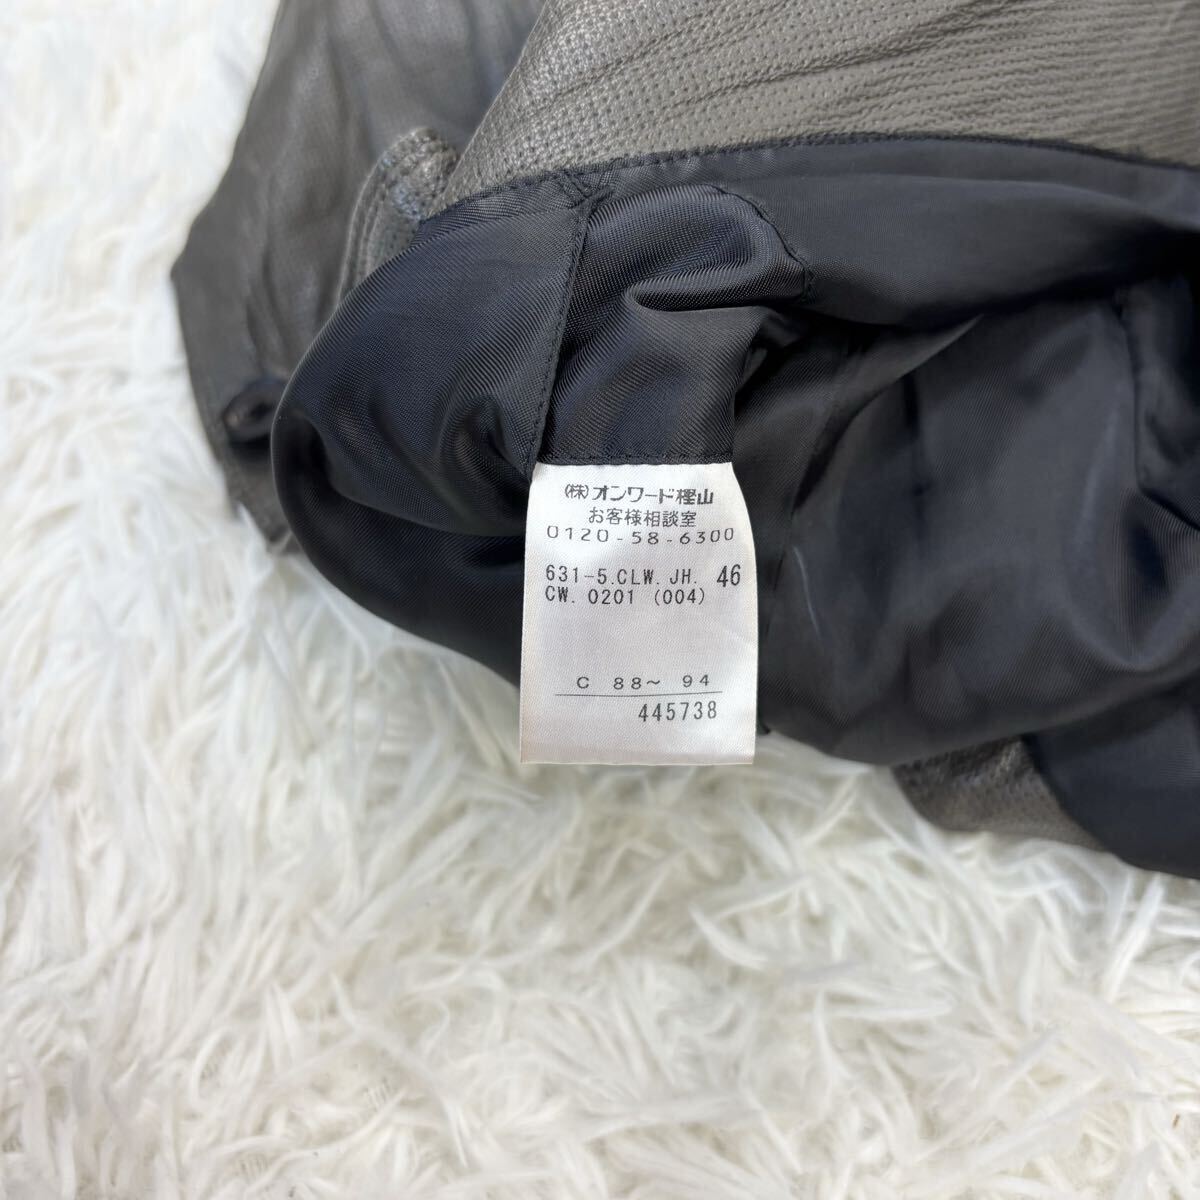 (株)オンワード樫山
お客様相談室
0120-58-6300
631-5.CLW. JH. 46
CW. 0201 (004)
C 88~ 94
445738